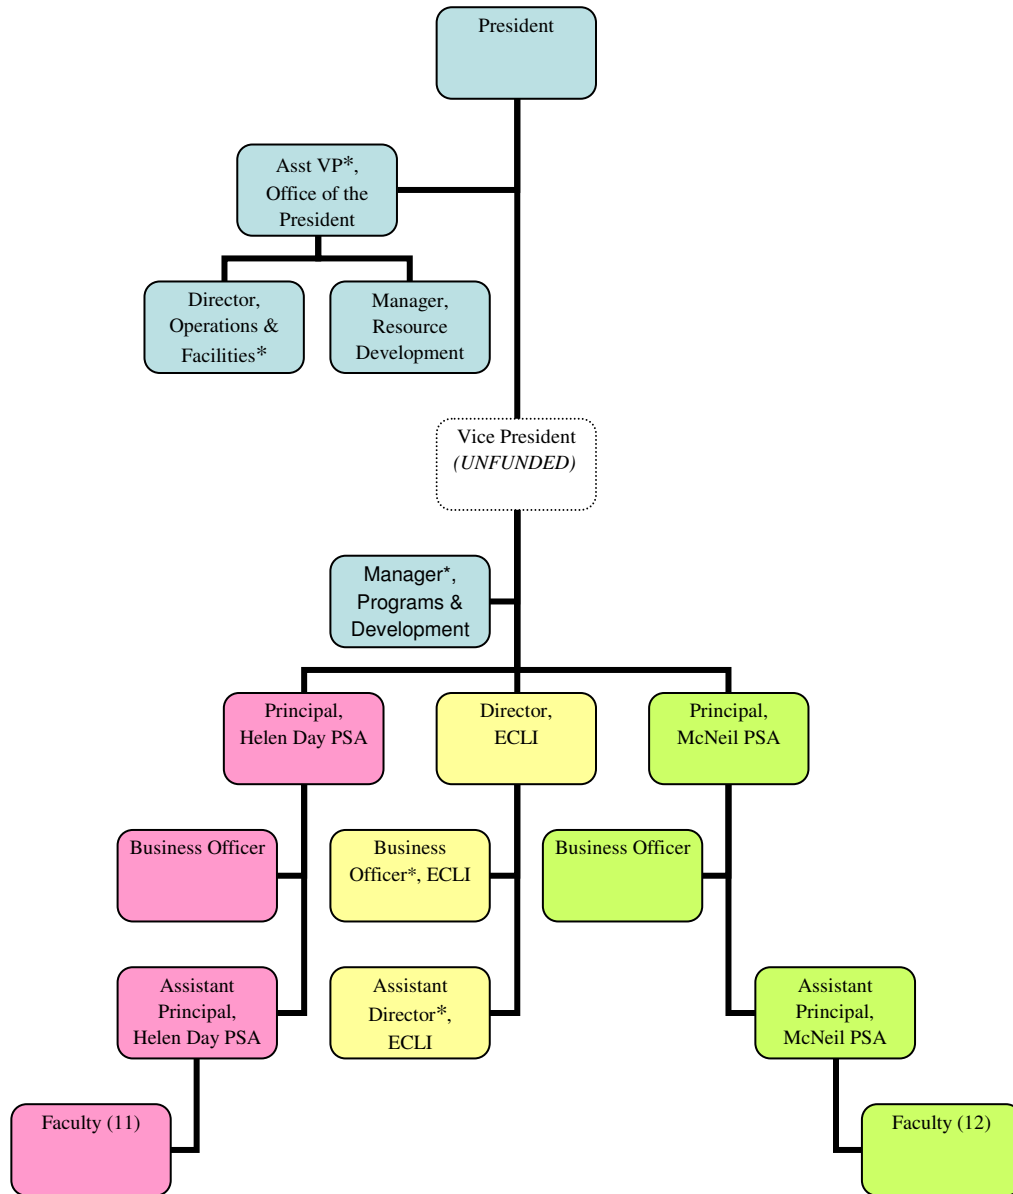 President
Asst VP*,
Office of the
President
Director,
Operations &
Facilities*
Manager,
Resource
Development
Vice President
(UNFUNDED)
Manager*,
Programs &
Development
Principal,
Helen Day PSA
Director,
ECLI
Principal,
McNeil PSA
Business Officer
Business
Officer*, ECLI
Business Officer
Assistant
Principal,
Helen Day PSA
Assistant
Director*,
ECLI
Assistant
Principal,
McNeil PSA
Faculty (11)
Faculty (12)